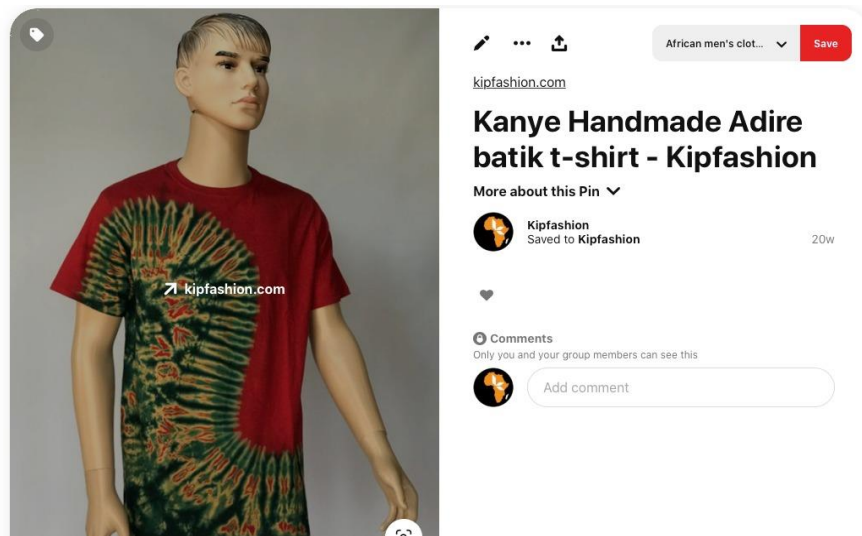 African men's clot...
Save
kipfashion.com
Kanye Handmade Adire
batik t-shirt - Kipfashion
More about this Pin
Kipfashion
Saved to Kipfashion
20w
kipfashion.com
Comments
Only you and your group members can see this
Add comment